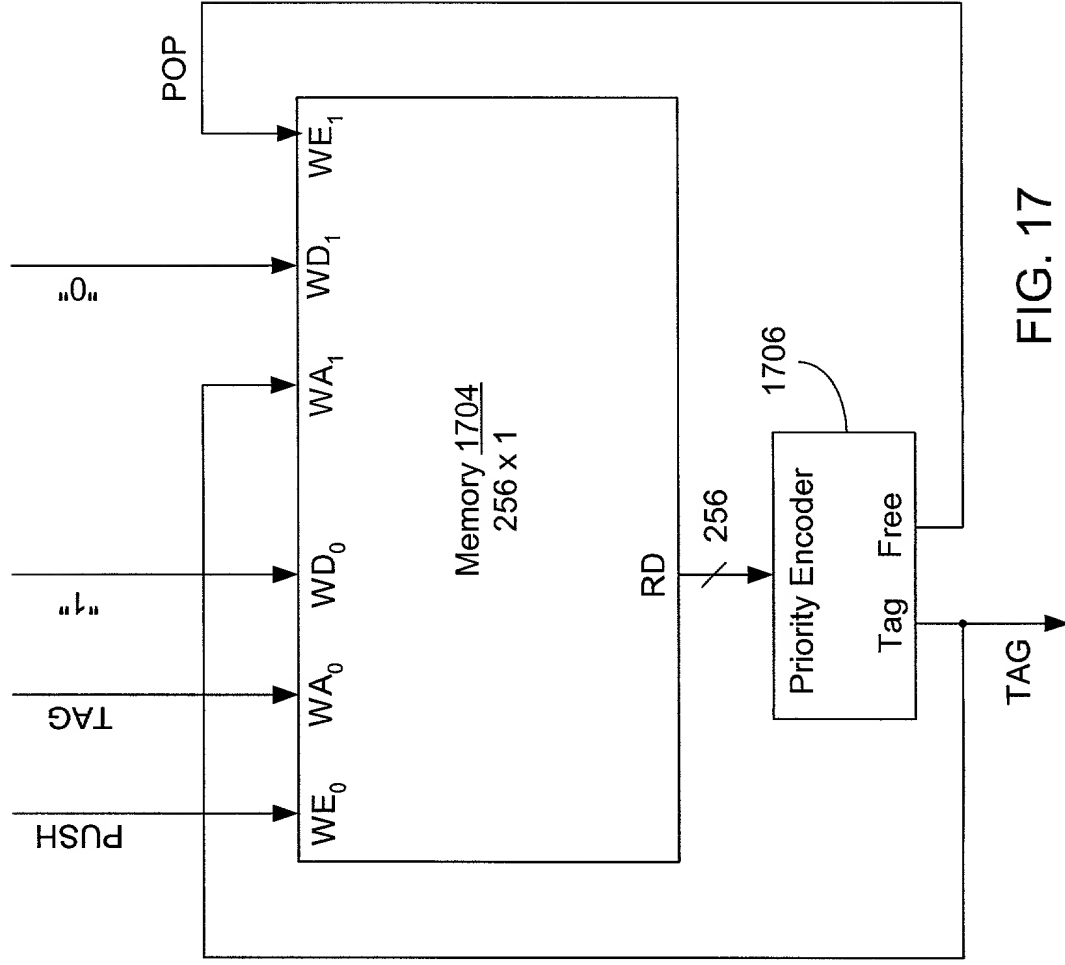 POP
PUSH
TAG
"1"
"0"
WE₀ WA₀ WD₀ WA₁ WD₁ WE₁
Memory 1704
256 x 1
RD
256
1706
Priority Encoder
Tag Free
TAG
FIG. 17